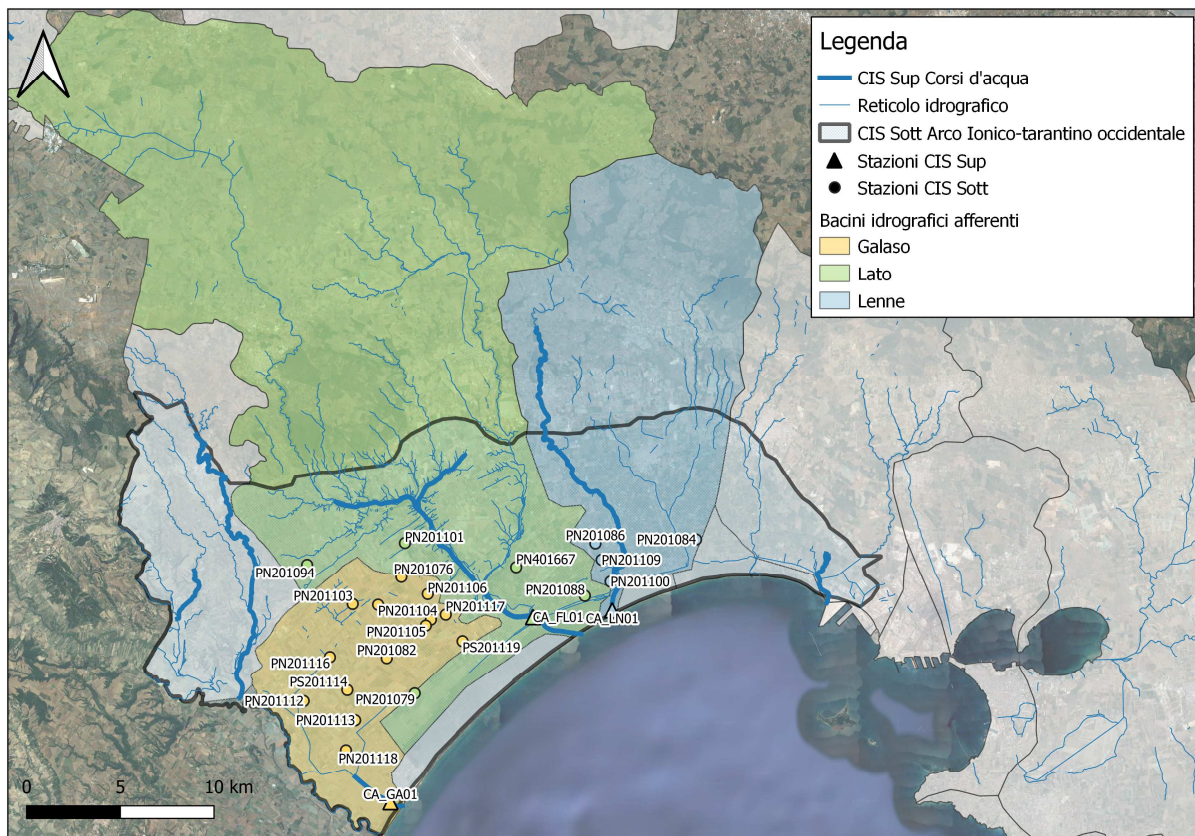 Legenda
CIS Sup Corsi d'acqua
Reticolo idrografico
CIS Sott Arco Ionico-tarantino occidentale
Stazioni CIS Sup
Stazioni CIS Sott
Bacini idrografici afferenti
Galaso
Lato
Lenne
PN201101
PN201086
PN201084
PN201094
PN201076
PN401667
PN201109
PN201106
PN201100
PN201103
PN201088
PN201104
PN201117
PN201105
CA_FL01
CA_LN01
PN201082
PS201119
PN201116
PS201114
PN201079
PN201112
PN201113
PN201118
CA_GA01
0 5 10 km